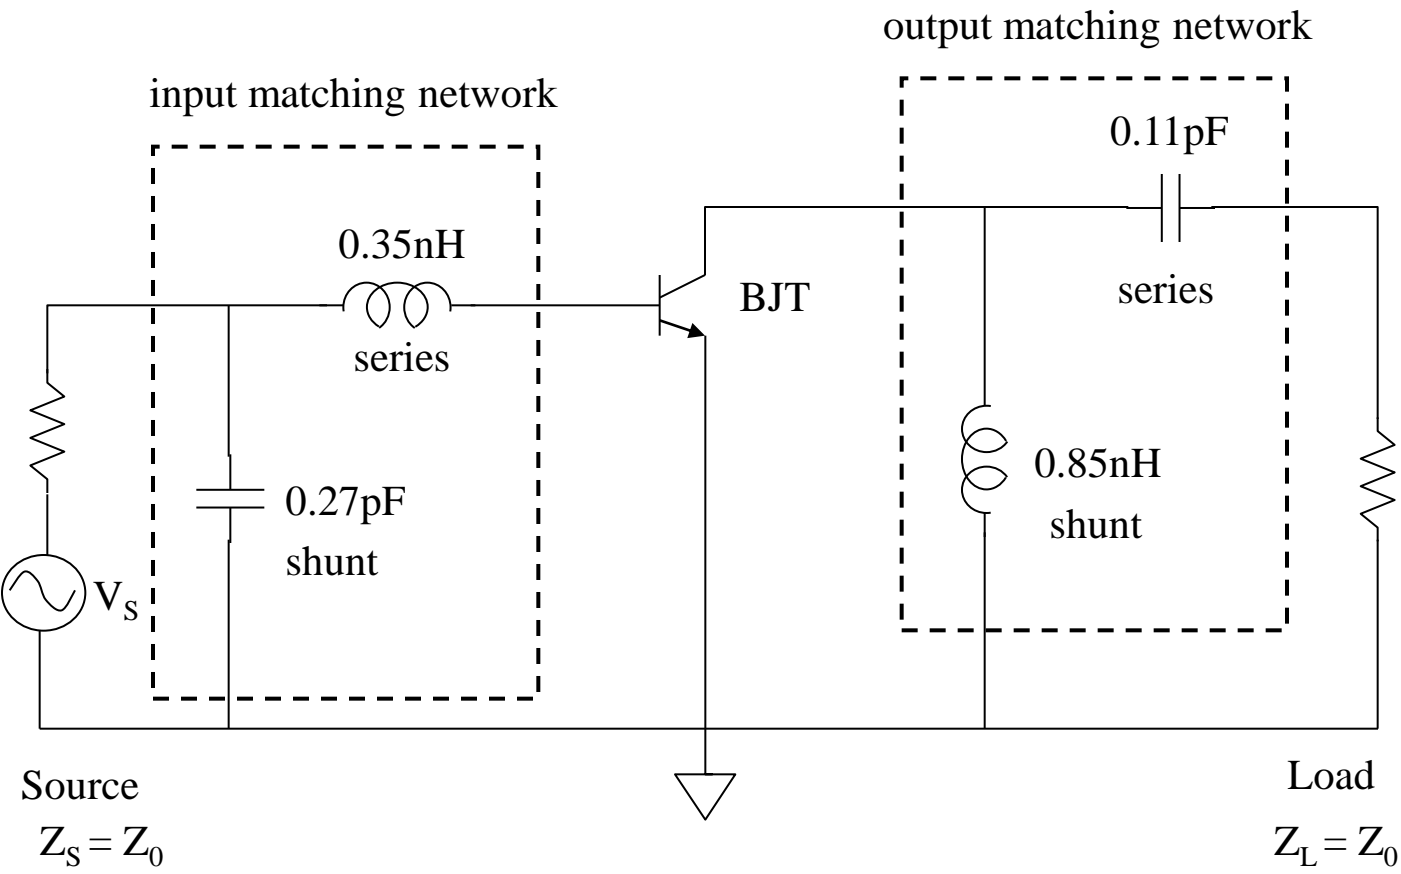 output matching network
input matching network
0.11pF
0.35nH
series
BJT
series
0.85nH
shunt
0.27pF
shunt
V_S
Source
Z_S = Z_0
Load
Z_L = Z_0